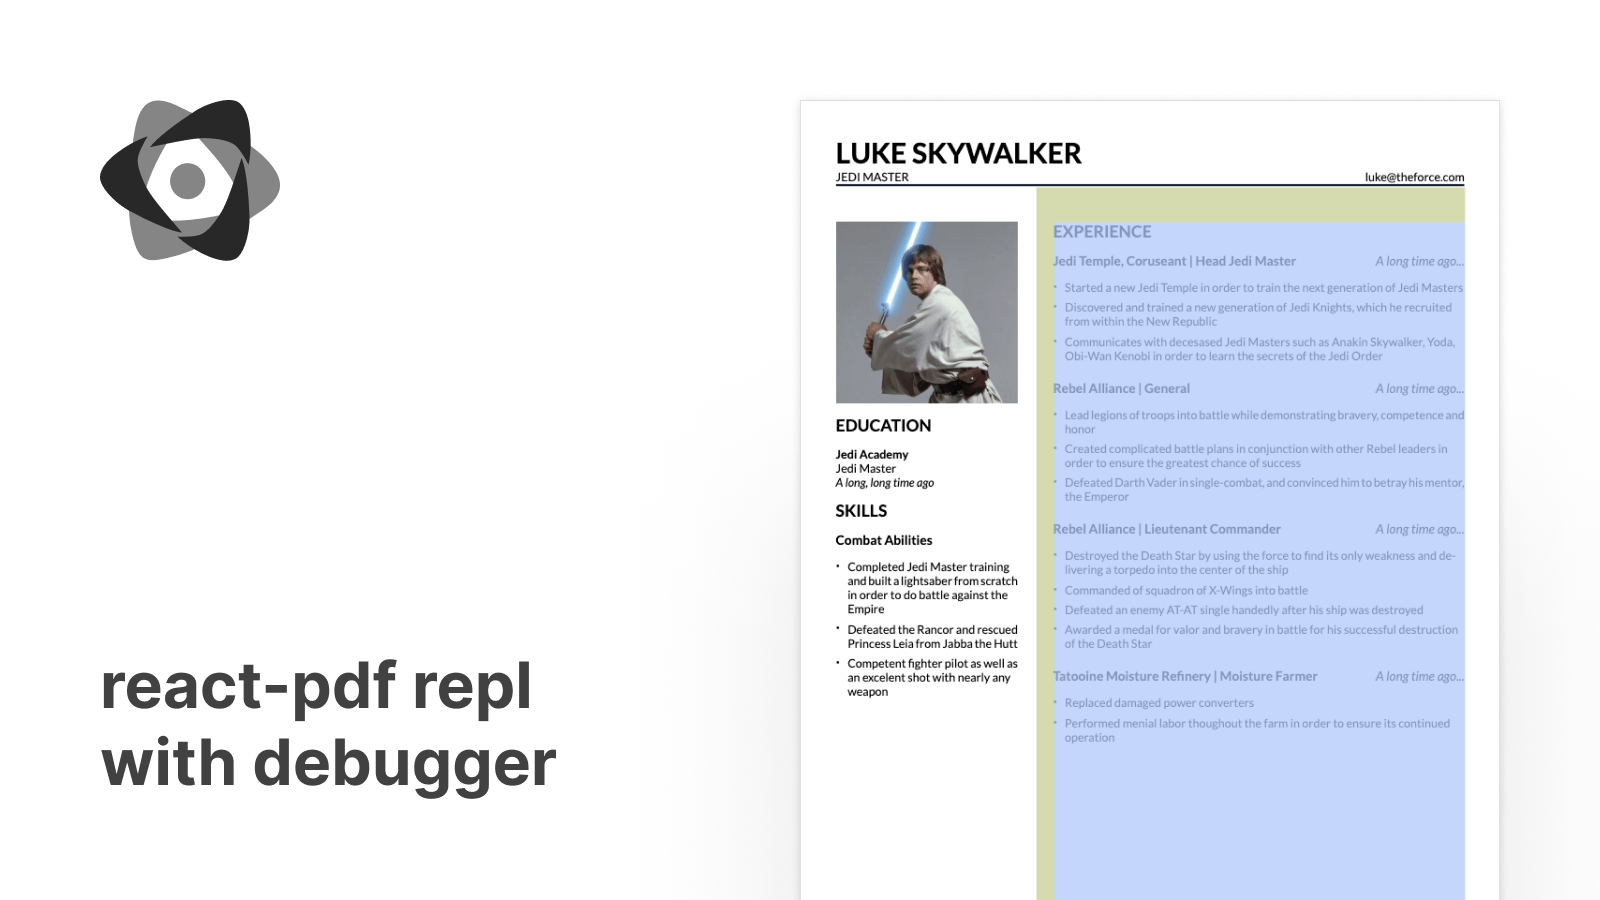 react-pdf repl
with debugger
LUKE SKYWALKER
JEDI MASTER
luke@theforce.com
EDUCATION
Jedi Academy
Jedi Master
A long, long time ago
SKILLS
Combat Abilities
• Completed Jedi Master training
and built a lightsaber from scratch
in order to do battle against the
Empire
• Defeated the Rancor and rescued
Princess Leia from Jabba the Hutt
• Competent fighter pilot as well as
an excelent shot with nearly any
weapon
EXPERIENCE
Jedi Temple, Coruseant | Head Jedi Master A long time ago...
• Started a new Jedi Temple in order to train the next generation of Jedi Masters
• Discovered and trained a new generation of Jedi Knights, which he recruited
from within the New Republic
• Communicates with decesased Jedi Masters such as Anakin Skywalker, Yoda,
Obi-Wan Kenobi in order to learn the secrets of the Jedi Order
Rebel Alliance | General A long time ago...
• Lead legions of troops into battle while demonstrating bravery, competence and
honor
• Created complicated battle plans in conjunction with other Rebel leaders in
order to ensure the greatest chance of success
• Defeated Darth Vader in single-combat, and convinced him to betray his mentor,
the Emperor
Rebel Alliance | Lieutenant Commander A long time ago...
• Destroyed the Death Star by using the force to find its only weakness and de-
livering a torpedo into the center of the ship
• Commanded of squadron of X-Wings into battle
• Defeated an enemy AT-AT single handedly after his ship was destroyed
• Awarded a medal for valor and bravery in battle for his successful destruction
of the Death Star
Tatooine Moisture Refinery | Moisture Farmer A long time ago...
• Replaced damaged power converters
• Performed menial labor thoughout the farm in order to ensure its continued
operation